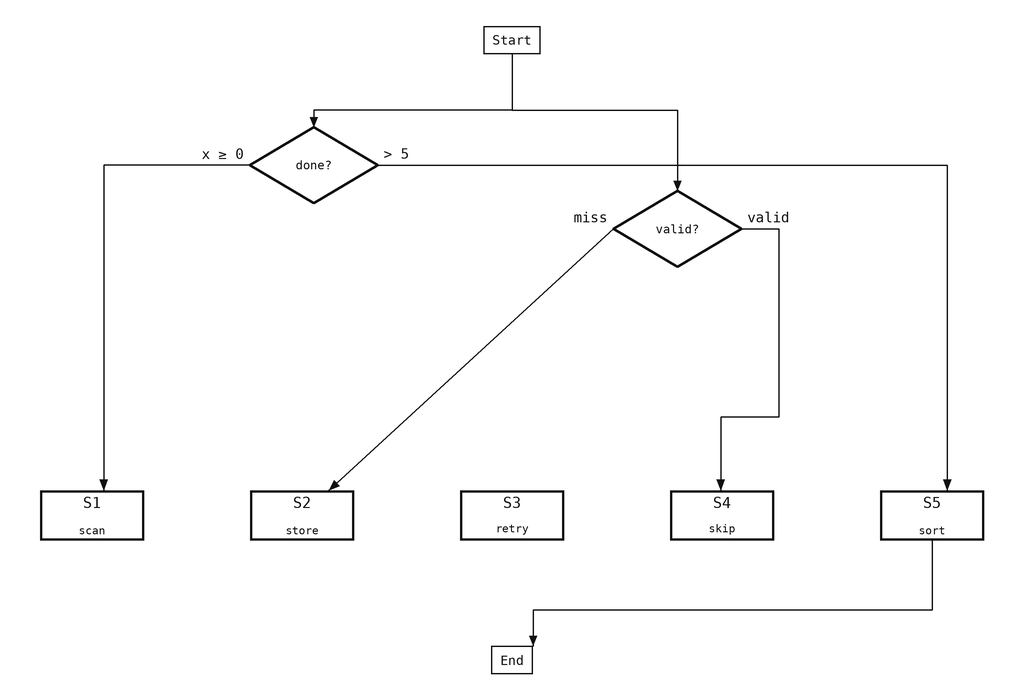 Start
x ≥ 0
done?
> 5
miss
valid?
valid
S1
scan
S2
store
S3
retry
S4
skip
S5
sort
End